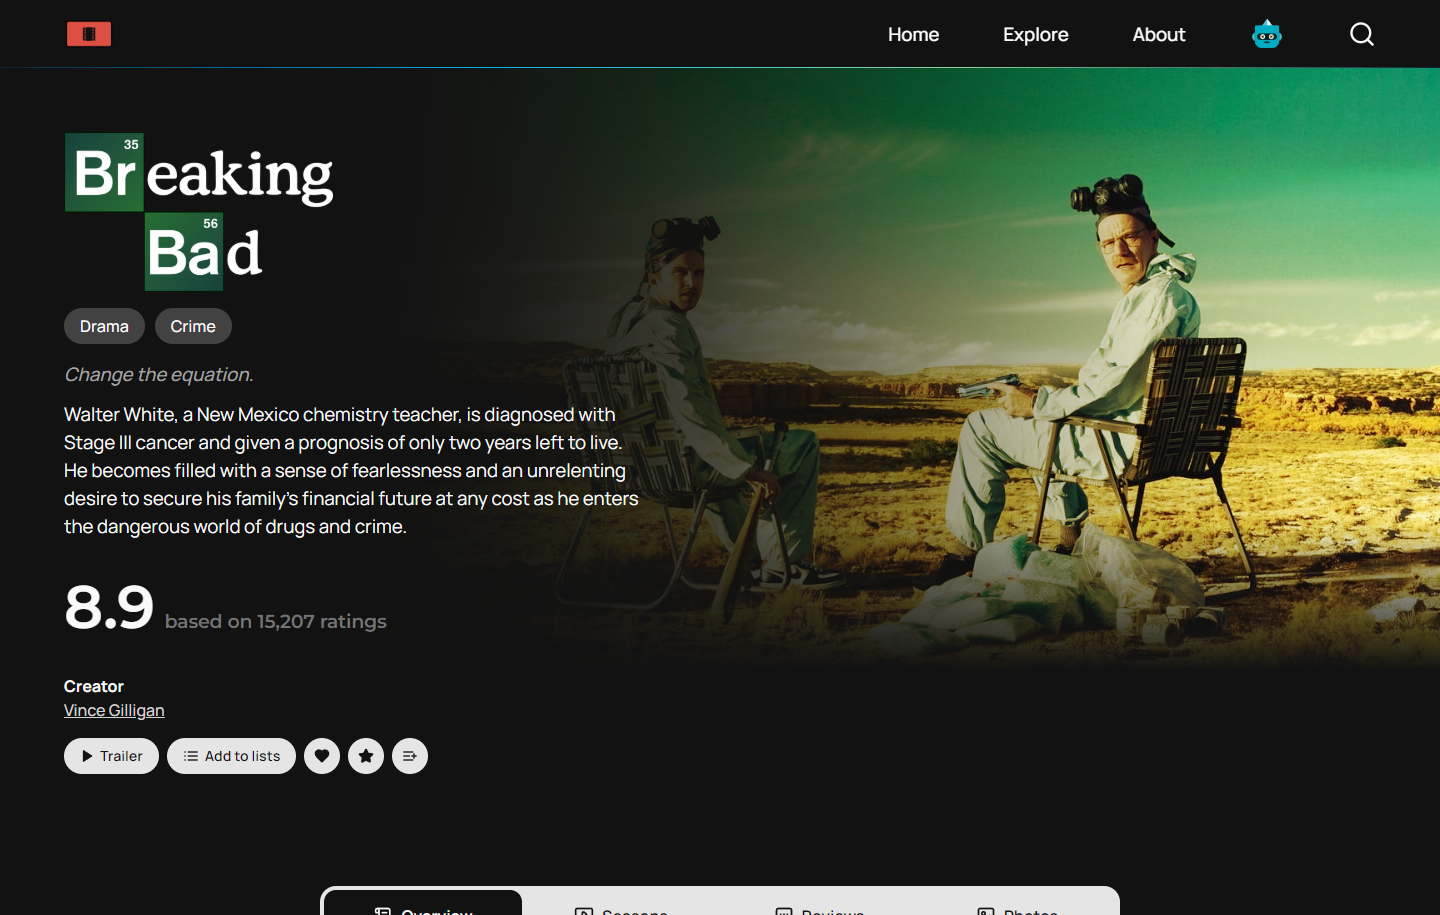 Home Explore About
35
Breaking
56
Bad
Drama Crime
Change the equation.
Walter White, a New Mexico chemistry teacher, is diagnosed with
Stage III cancer and given a prognosis of only two years left to live.
He becomes filled with a sense of fearlessness and an unrelenting
desire to secure his family's financial future at any cost as he enters
the dangerous world of drugs and crime.
8.9 based on 15,207 ratings
Creator
Vince Gilligan
Trailer Add to lists
Overview Seasons Reviews Photos